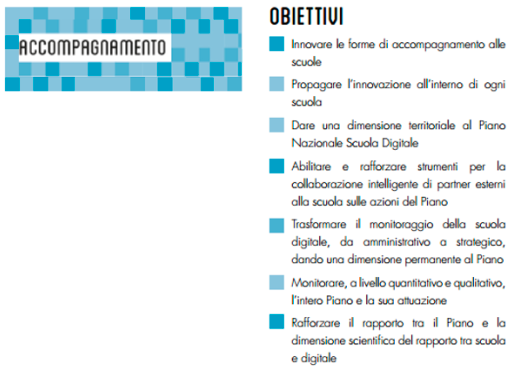 ACCOMPAGNAMENTO
OBIETTIVI
Innovare le forme di accompagnamento alle
scuole
Propagare l'innovazione all'interno di ogni
scuola
Dare una dimensione territoriale al Piano
Nazionale Scuola Digitale
Abilitare e rafforzare strumenti per la
collaborazione intelligente di partner esterni
alla scuola sulle azioni del Piano
Trasformare il monitoraggio della scuola
digitale, da amministrativo a strategico,
dando una dimensione permanente al Piano
Monitorare, a livello quantitativo e qualitativo,
l'intero Piano e la sua attuazione
Rafforzare il rapporto tra il Piano e la
dimensione scientifica del rapporto tra scuola
e digitale